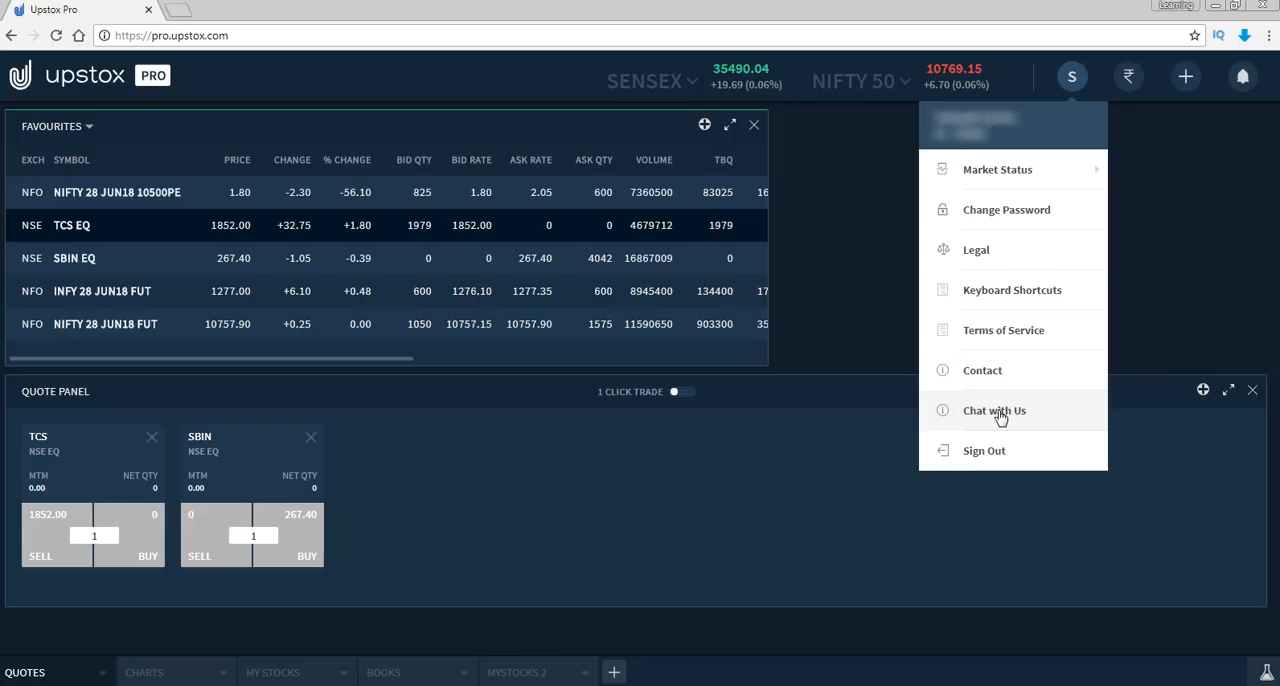 Upstox Pro
Learning
https://pro.upstox.com
IQ
upstox PRO
SENSEX 35490.04 +19.69 (0.06%) NIFTY 50 10769.15 +6.70 (0.06%) S ₹
FAVOURITES
EXCH SYMBOL PRICE CHANGE % CHANGE BID QTY BID RATE ASK RATE ASK QTY VOLUME TBQ
NFO NIFTY 28 JUN18 10500PE 1.80 -2.30 -56.10 825 1.80 2.05 600 7360500 83025 16
NSE TCS EQ 1852.00 +32.75 +1.80 1979 1852.00 0 0 4679712 1979
NSE SBIN EQ 267.40 -1.05 -0.39 0 0 267.40 4042 16867009 0
NFO INFY 28 JUN18 FUT 1277.00 +6.10 +0.48 600 1276.10 1277.35 600 8945400 134400 17
NFO NIFTY 28 JUN18 FUT 10757.90 +0.25 0.00 1050 10757.15 10757.90 1575 11590650 903300 35
Market Status
Change Password
Legal
Keyboard Shortcuts
Terms of Service
Contact
Chat with Us
Sign Out
QUOTE PANEL 1 CLICK TRADE
TCS
NSE EQ
MTM NET QTY
0.00 0
1852.00 0
1
SELL BUY
SBIN
NSE EQ
MTM NET QTY
0.00 0
0 267.40
1
SELL BUY
QUOTES CHARTS MY STOCKS BOOKS MYSTOCKS 2